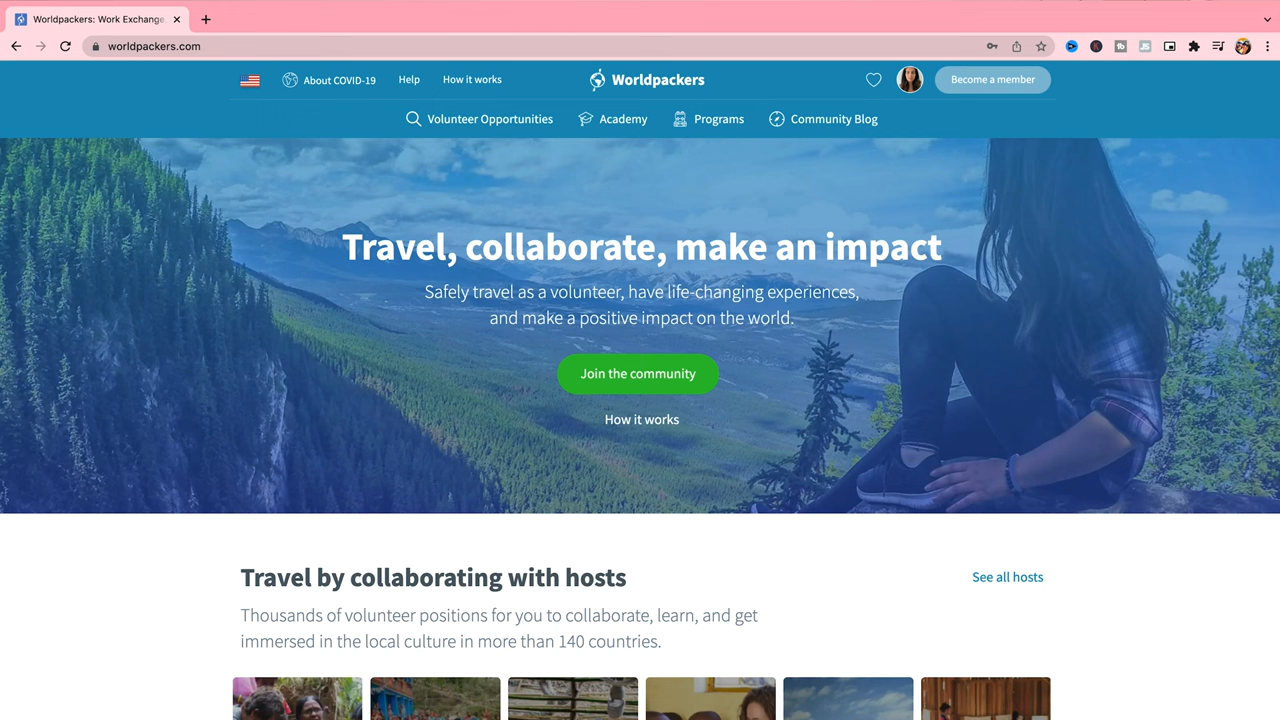 Worldpackers: Work Exchange
worldpackers.com
About COVID-19
Help
How it works
Worldpackers
Become a member
Volunteer Opportunities
Academy
Programs
Community Blog
Travel, collaborate, make an impact
Safely travel as a volunteer, have life-changing experiences,
and make a positive impact on the world.
Join the community
How it works
Travel by collaborating with hosts
See all hosts
Thousands of volunteer positions for you to collaborate, learn, and get
immersed in the local culture in more than 140 countries.